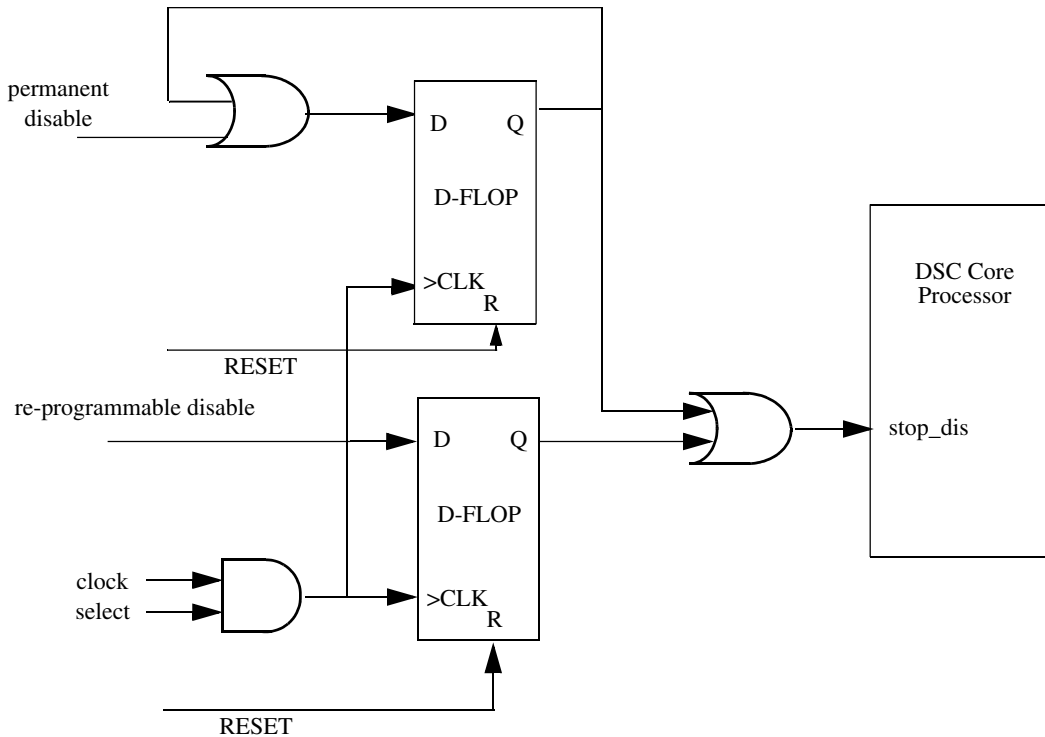 permanent
disable
D
Q
D-FLOP
>CLK
R
RESET
DSC Core
Processor
re-programmable disable
D
Q
stop_dis
D-FLOP
clock
select
>CLK
R
RESET